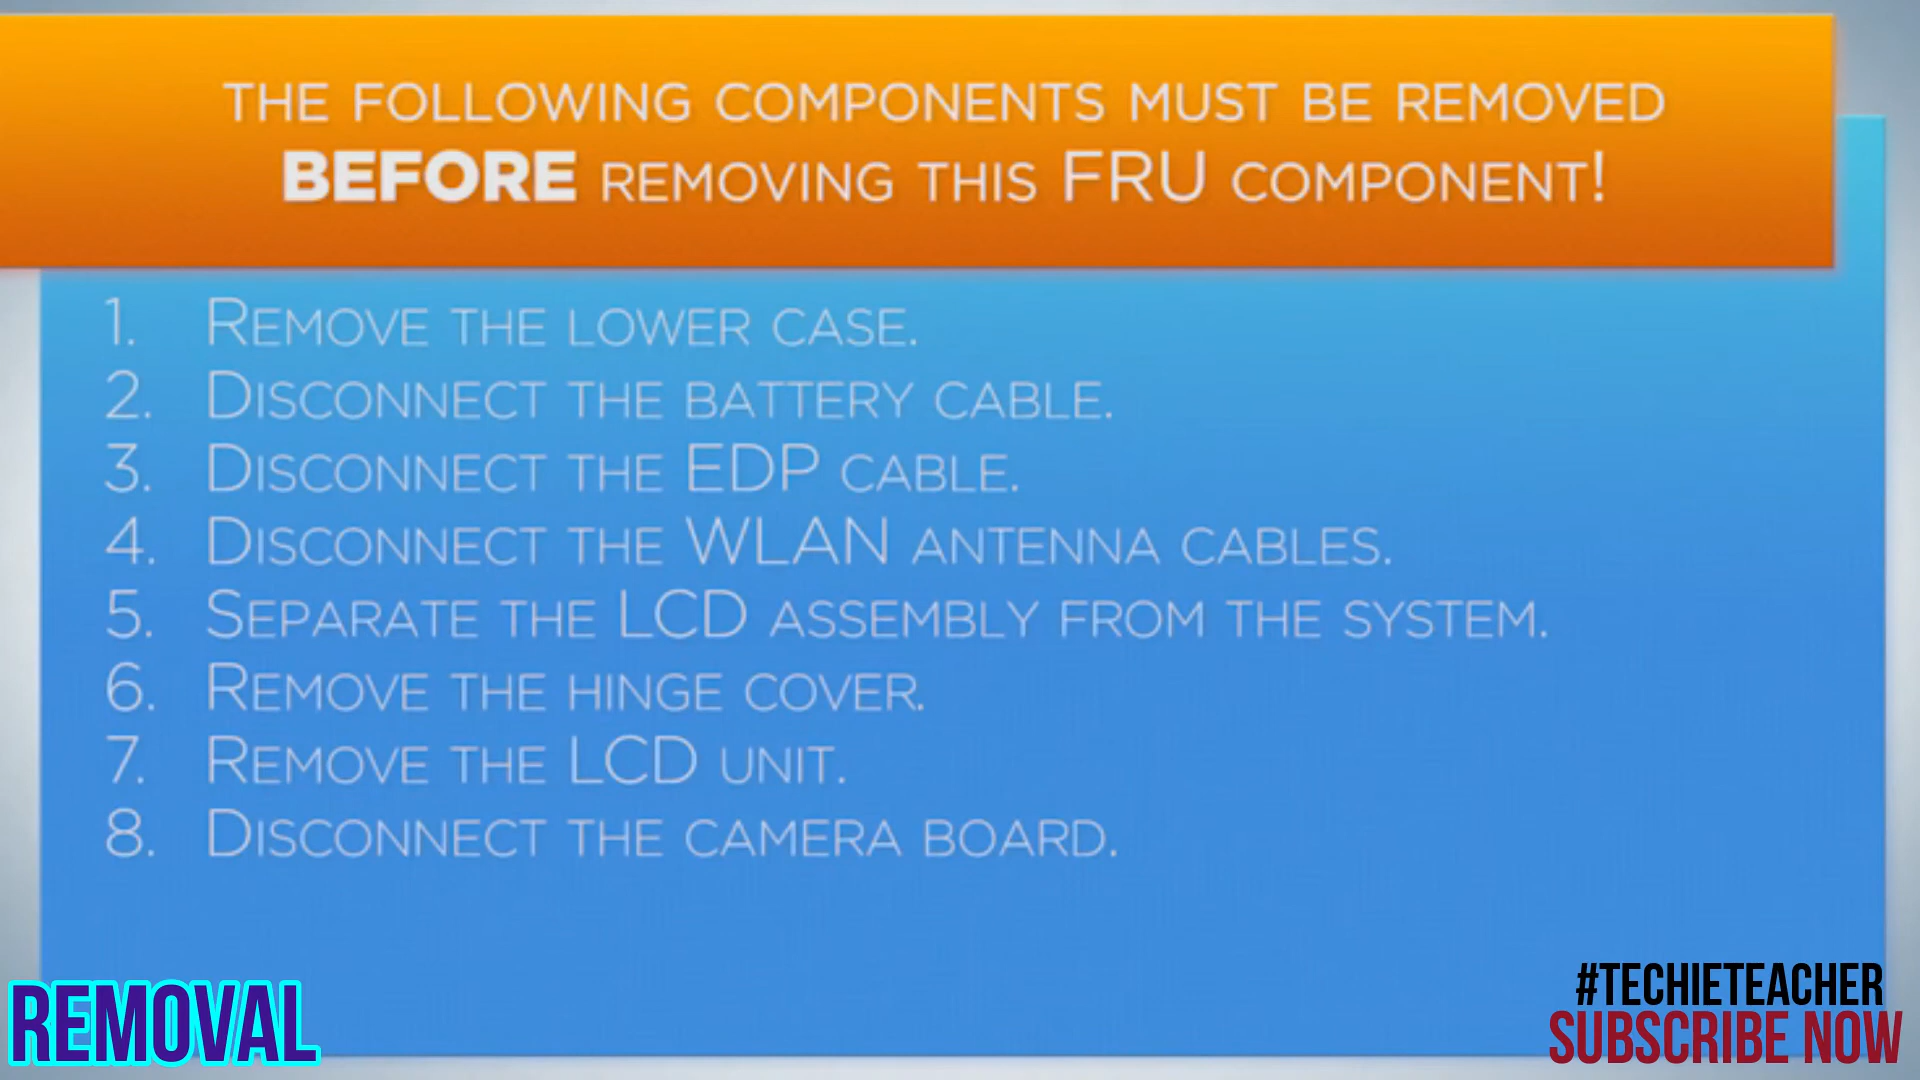 THE FOLLOWING COMPONENTS MUST BE REMOVED
BEFORE REMOVING THIS FRU COMPONENT!
1. REMOVE THE LOWER CASE.
2. DISCONNECT THE BATTERY CABLE.
3. DISCONNECT THE EDP CABLE.
4. DISCONNECT THE WLAN ANTENNA CABLES.
5. SEPARATE THE LCD ASSEMBLY FROM THE SYSTEM.
6. REMOVE THE HINGE COVER.
7. REMOVE THE LCD UNIT.
8. DISCONNECT THE CAMERA BOARD.
REMOVAL
#TECHIETEACHER
SUBSCRIBE NOW